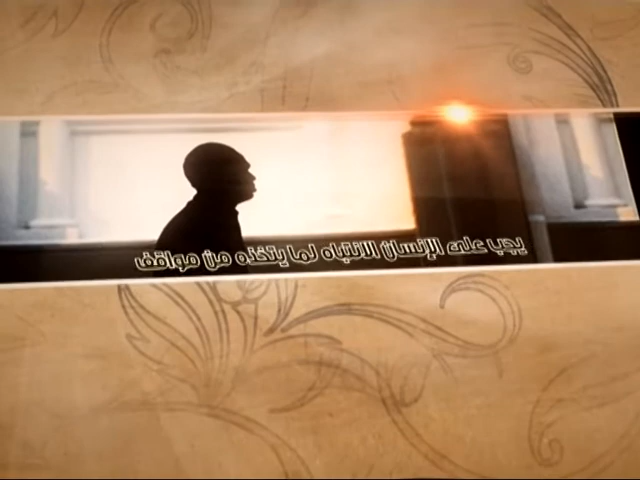 يجب على الإنسان الانتباه لما يتخذه من مواقف